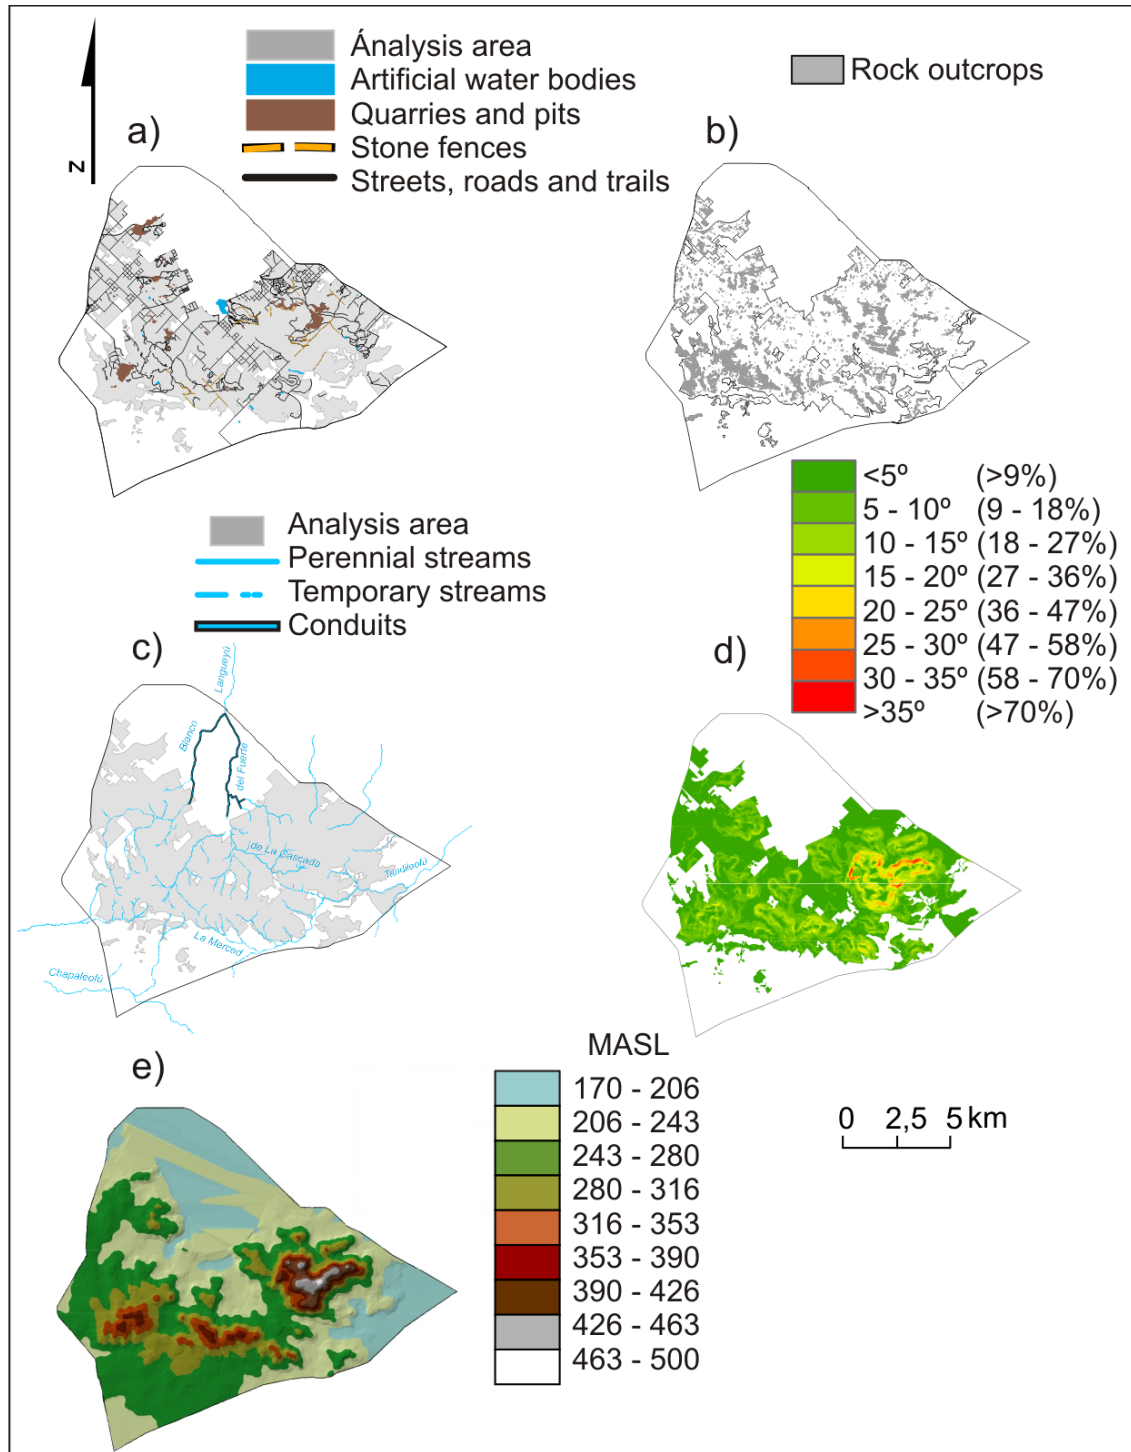 Ánalysis area
Artificial water bodies
Quarries and pits
Stone fences
Streets, roads and trails
Rock outcrops
z
a)
b)
<5º (>9%)
5 - 10º (9 - 18%)
10 - 15º (18 - 27%)
15 - 20º (27 - 36%)
20 - 25º (36 - 47%)
25 - 30º (47 - 58%)
30 - 35º (58 - 70%)
>35º (>70%)
Analysis area
Perennial streams
Temporary streams
Conduits
c)
d)
Langueyú
Blanco
del Fuerte
de La Cascada
Tandileofú
La Merced
Chapaleofú
e)
MASL
170 - 206
206 - 243
243 - 280
280 - 316
316 - 353
353 - 390
390 - 426
426 - 463
463 - 500
0 2,5 5 km